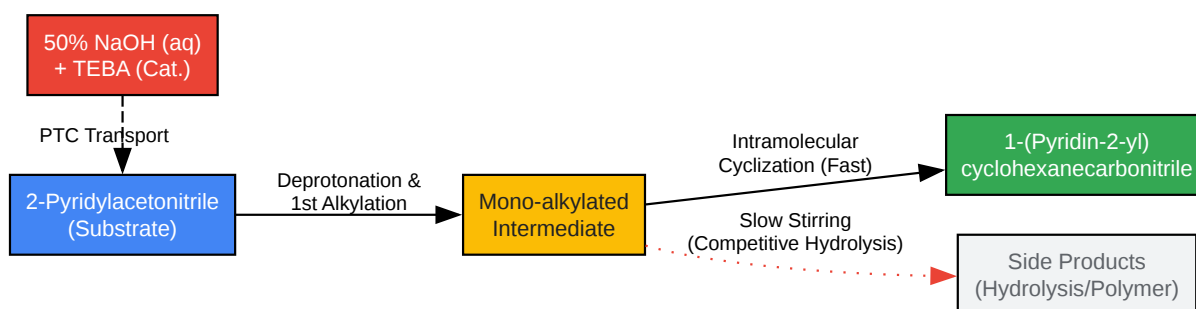 50% NaOH (aq)
+ TEBA (Cat.)
PTC Transport
2-Pyridylacetonitrile
(Substrate)
Deprotonation &
1st Alkylation
Mono-alkylated
Intermediate
Intramolecular
Cyclization (Fast)
Slow Stirring
(Competitive Hydrolysis)
1-(Pyridin-2-yl)
cyclohexanecarbonitrile
Side Products
(Hydrolysis/Polymer)